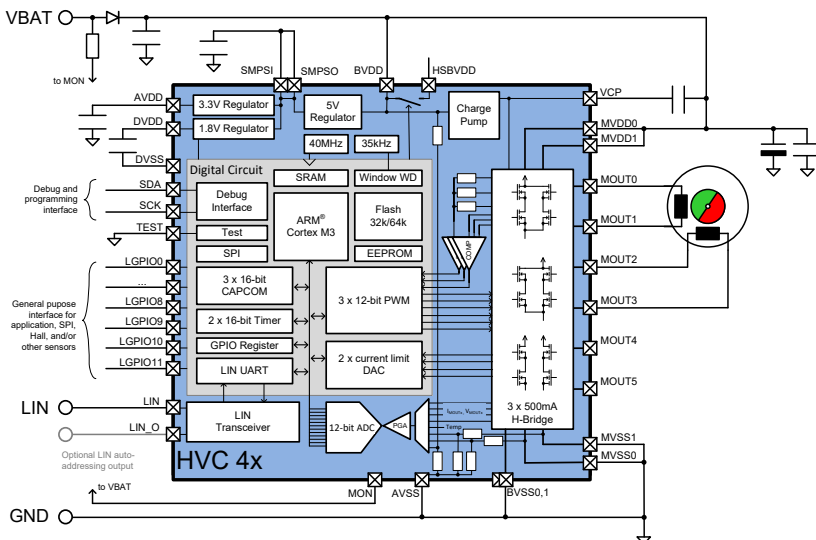 VBAT
to MON
SMPSI
SMPSO
BVDD
HSBVDD
AVDD
DVDD
DVSS
3.3V Regulator
1.8V Regulator
5V
Regulator
Charge
Pump
VCP
MVDD0
MVDD1
40MHz
35kHz
Digital Circuit
SRAM
Window WD
Debug and
programming
interface
SDA
SCK
TEST
Debug
Interface
Test
SPI
ARM®
Cortex M3
Flash
32k/64k
EEPROM
COMP
MOUT0
MOUT1
MOUT2
MOUT3
MOUT4
MOUT5
General pupose
interface for
application, SPI,
Hall, and/or
other sensors
LGPIO0
...
LGPIO8
LGPIO9
LGPIO10
LGPIO11
3 x 16-bit
CAPCOM
2 x 16-bit Timer
GPIO Register
LIN UART
3 x 12-bit PWM
2 x current limit
DAC
3 x 500mA
H-Bridge
LIN
LIN
LIN_O
Optional LIN auto-
addressing output
LIN
Transceiver
12-bit ADC
PGA
IMOUTx, VMOUTx
Temp
MVSS1
MVSS0
HVC 4x
to VBAT
MON
AVSS
BVSS0,1
GND